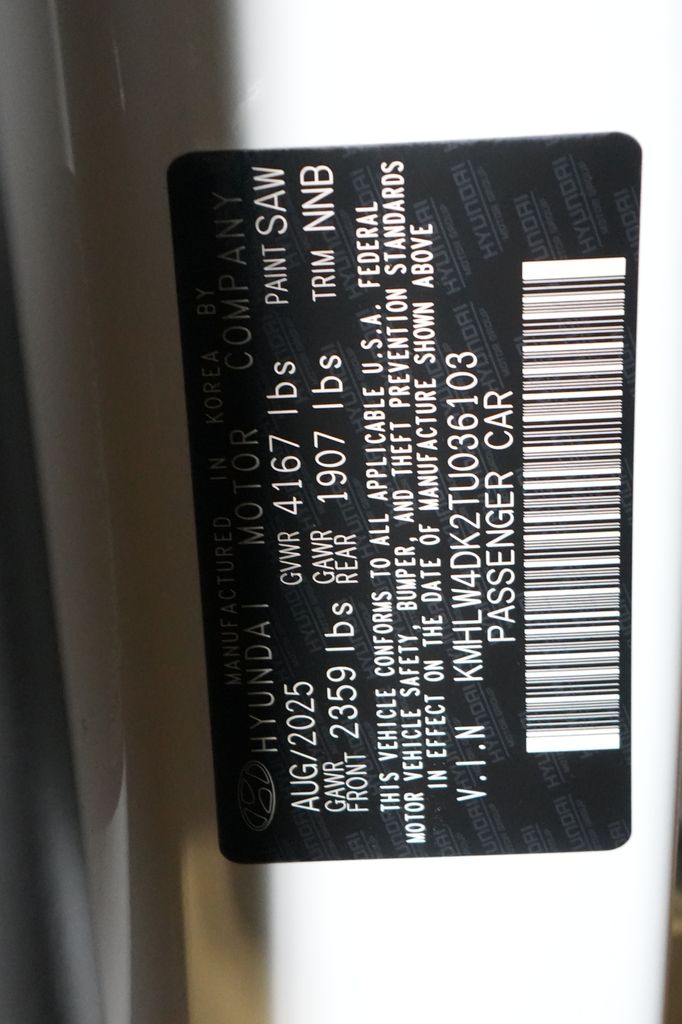 MANUFACTURED IN KOREA BY
HYUNDAI MOTOR COMPANY
AUG/2025 GVWR 4167 lbs PAINT SAW
GAWR FRONT 2359 lbs GAWR REAR 1907 lbs TRIM NNB
THIS VEHICLE CONFORMS TO ALL APPLICABLE U.S.A. FEDERAL
MOTOR VEHICLE SAFETY, BUMPER, AND THEFT PREVENTION STANDARDS
IN EFFECT ON THE DATE OF MANUFACTURE SHOWN ABOVE
V.I.N KMHLW4DK2TU036103
PASSENGER CAR